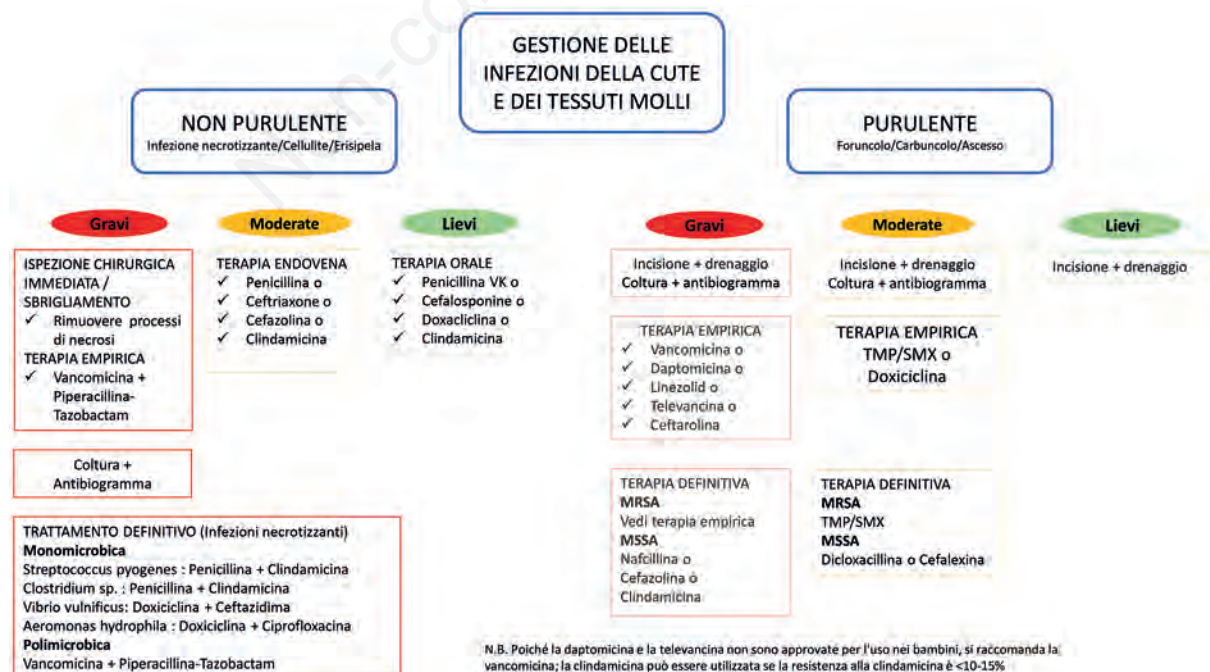 GESTIONE DELLE
INFEZIONI DELLA CUTE
E DEI TESSUTI MOLLI
NON PURULENTE
Infezione necrotizzante/Cellulite/Erisipela
Gravi
ISPEZIONE CHIRURGICA
IMMEDIATA /
SBRIGLIAMENTO
✓ Rimuovere processi
di necrosi
TERAPIA EMPIRICA
✓ Vancomicina +
Piperacillina-
Tazobactam
Coltura +
Antibiogramma
TRATTAMENTO DEFINITIVO (Infezioni necrotizzanti)
Monomicrobica
Streptococcus pyogenes : Penicillina + Clindamicina
Clostridium sp. : Penicillina + Clindamicina
Vibrio vulnificus: Doxiciclina + Ceftazidima
Aeromonas hydrophila : Doxiciclina + Ciprofloxacina
Polimicrobica
Vancomicina + Piperacillina-Tazobactam
Moderate
TERAPIA ENDOVENA
✓ Penicillina o
✓ Ceftriaxone o
✓ Cefazolina o
✓ Clindamicina
Lievi
TERAPIA ORALE
✓ Penicillina VK o
✓ Cefalosponine o
✓ Doxacliclina o
✓ Clindamicina
PURULENTE
Foruncolo/Carbuncolo/Ascesso
Gravi
Incisione + drenaggio
Coltura + antibiogramma
TERAPIA EMPIRICA
✓ Vancomicina o
✓ Daptomicina o
✓ Linezolid o
✓ Televancina o
✓ Ceftarolina
TERAPIA DEFINITIVA
MRSA
Vedi terapia empirica
MSSA
Nafcillina o
Cefazolina o
Clindamicina
Moderate
Incisione + drenaggio
Coltura + antibiogramma
TERAPIA EMPIRICA
TMP/SMX o
Doxiciclina
TERAPIA DEFINITIVA
MRSA
TMP/SMX
MSSA
Dicloxacillina o Cefalexina
Lievi
Incisione + drenaggio
N.B. Poiché la daptomicina e la televancina non sono approvate per l'uso nei bambini, si raccomanda la
vancomicina; la clindamicina può essere utilizzata se la resistenza alla clindamicina è <10-15%